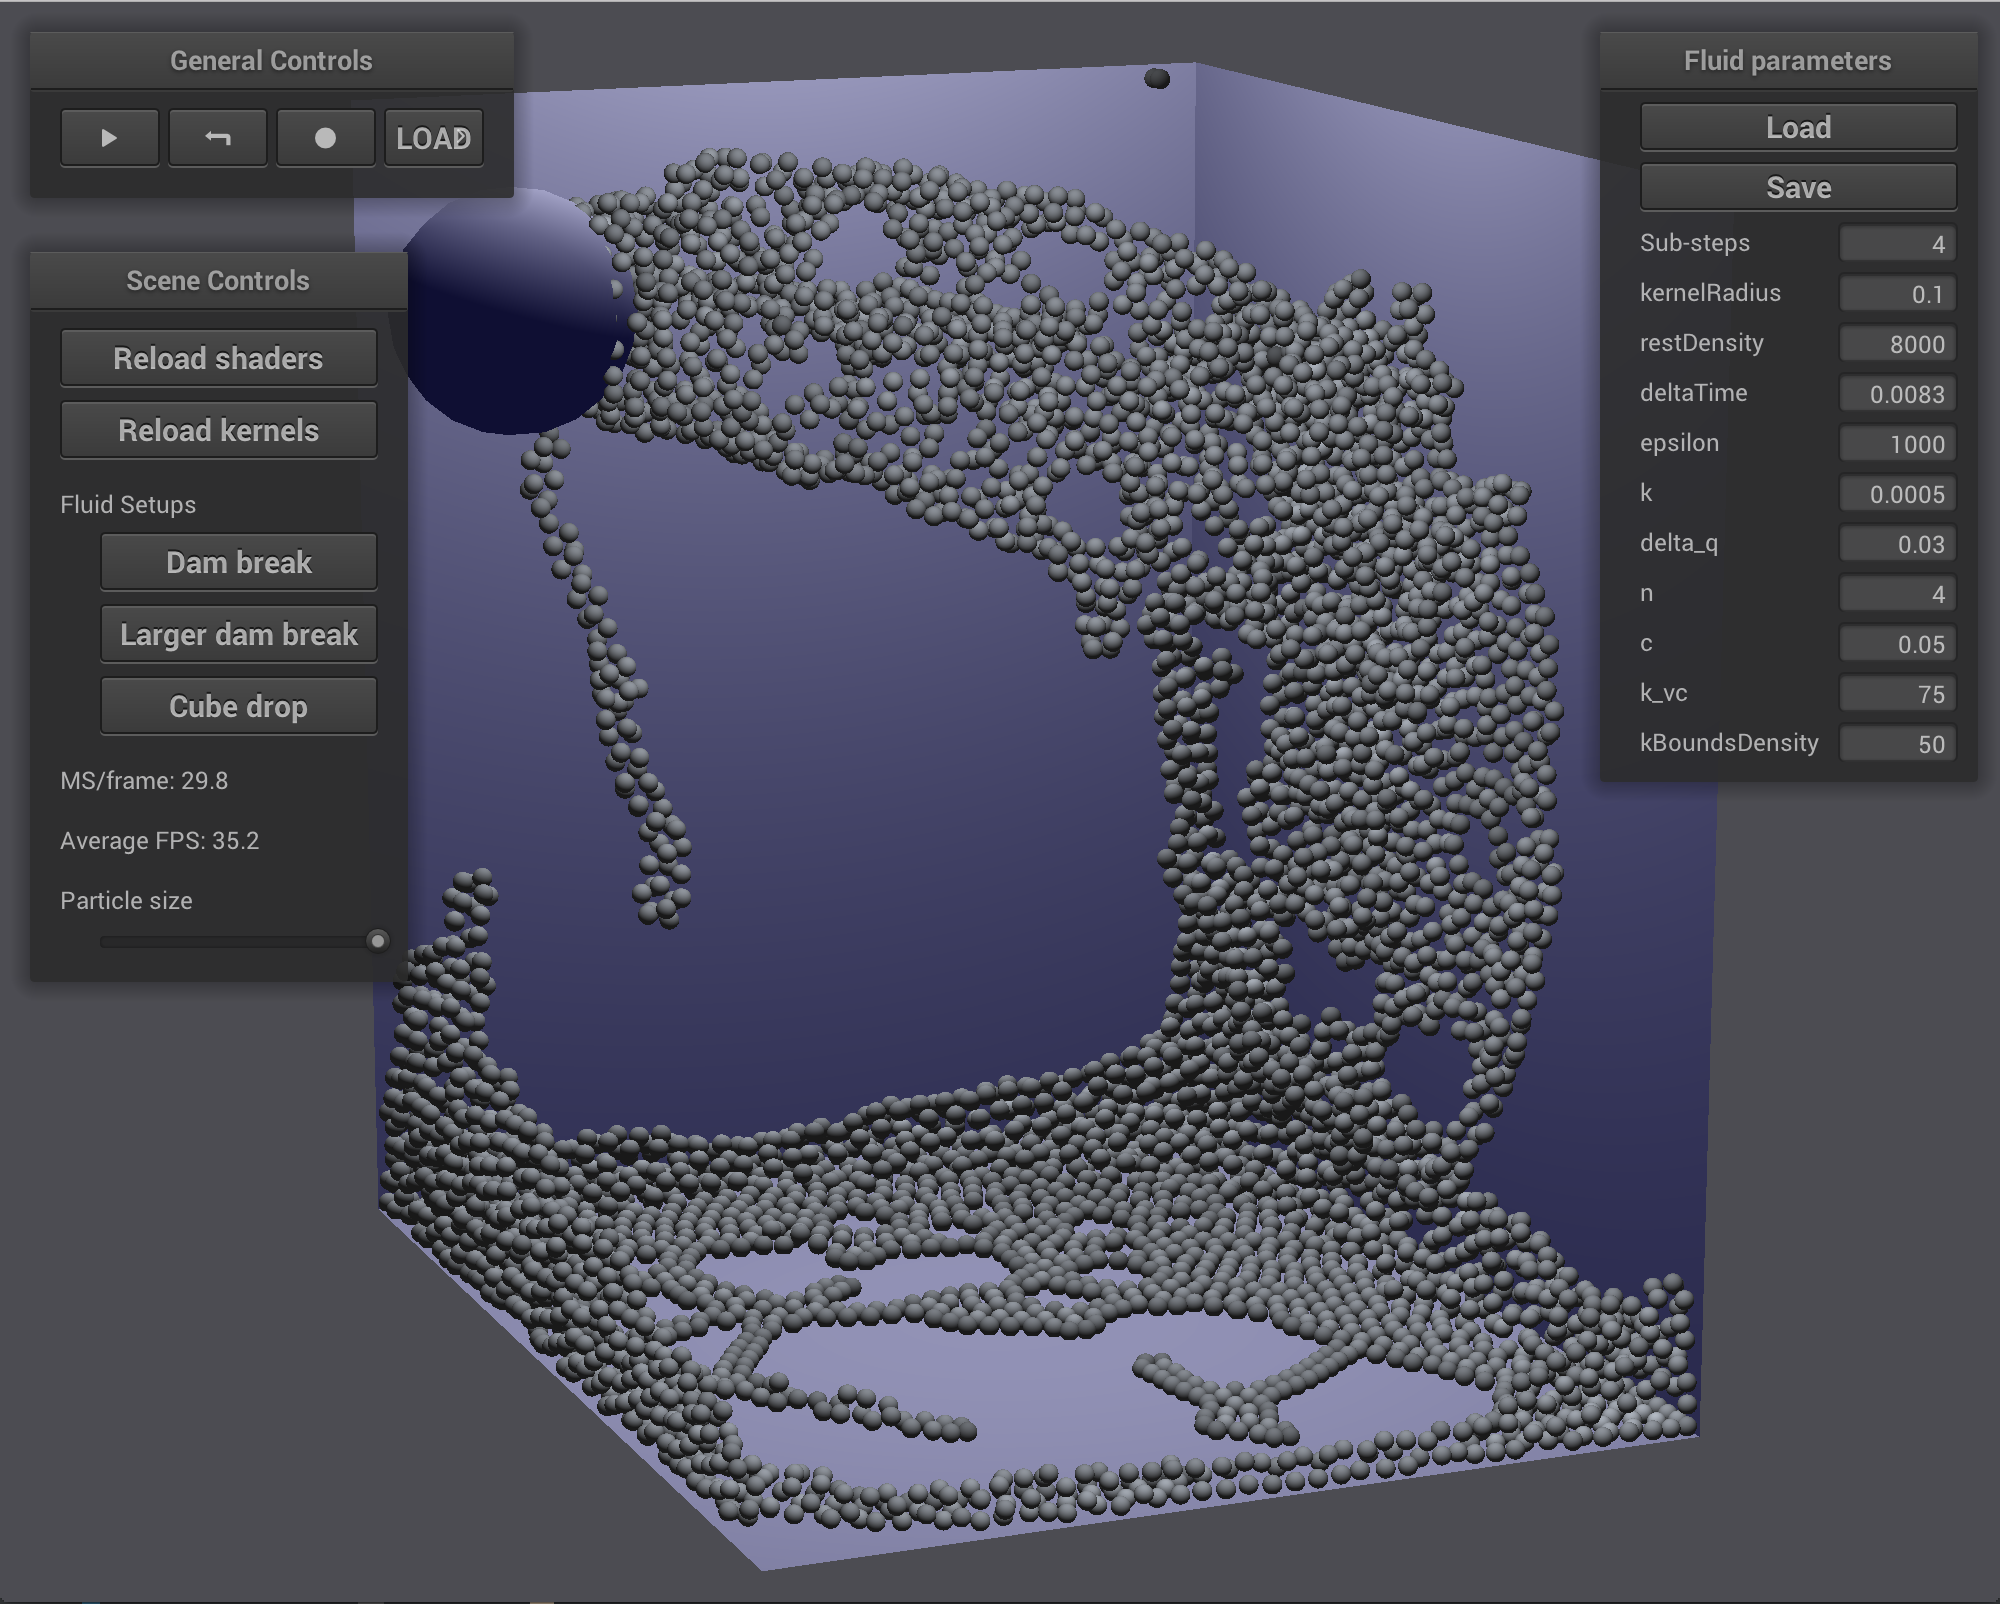 General Controls
LOAD
Scene Controls
Reload shaders
Reload kernels
Fluid Setups
Dam break
Larger dam break
Cube drop
MS/frame: 29.8
Average FPS: 35.2
Particle size
Fluid parameters
Load
Save
Sub-steps 4
kernelRadius 0.1
restDensity 8000
deltaTime 0.0083
epsilon 1000
k 0.0005
delta_q 0.03
n 4
c 0.05
k_vc 75
kBoundsDensity 50